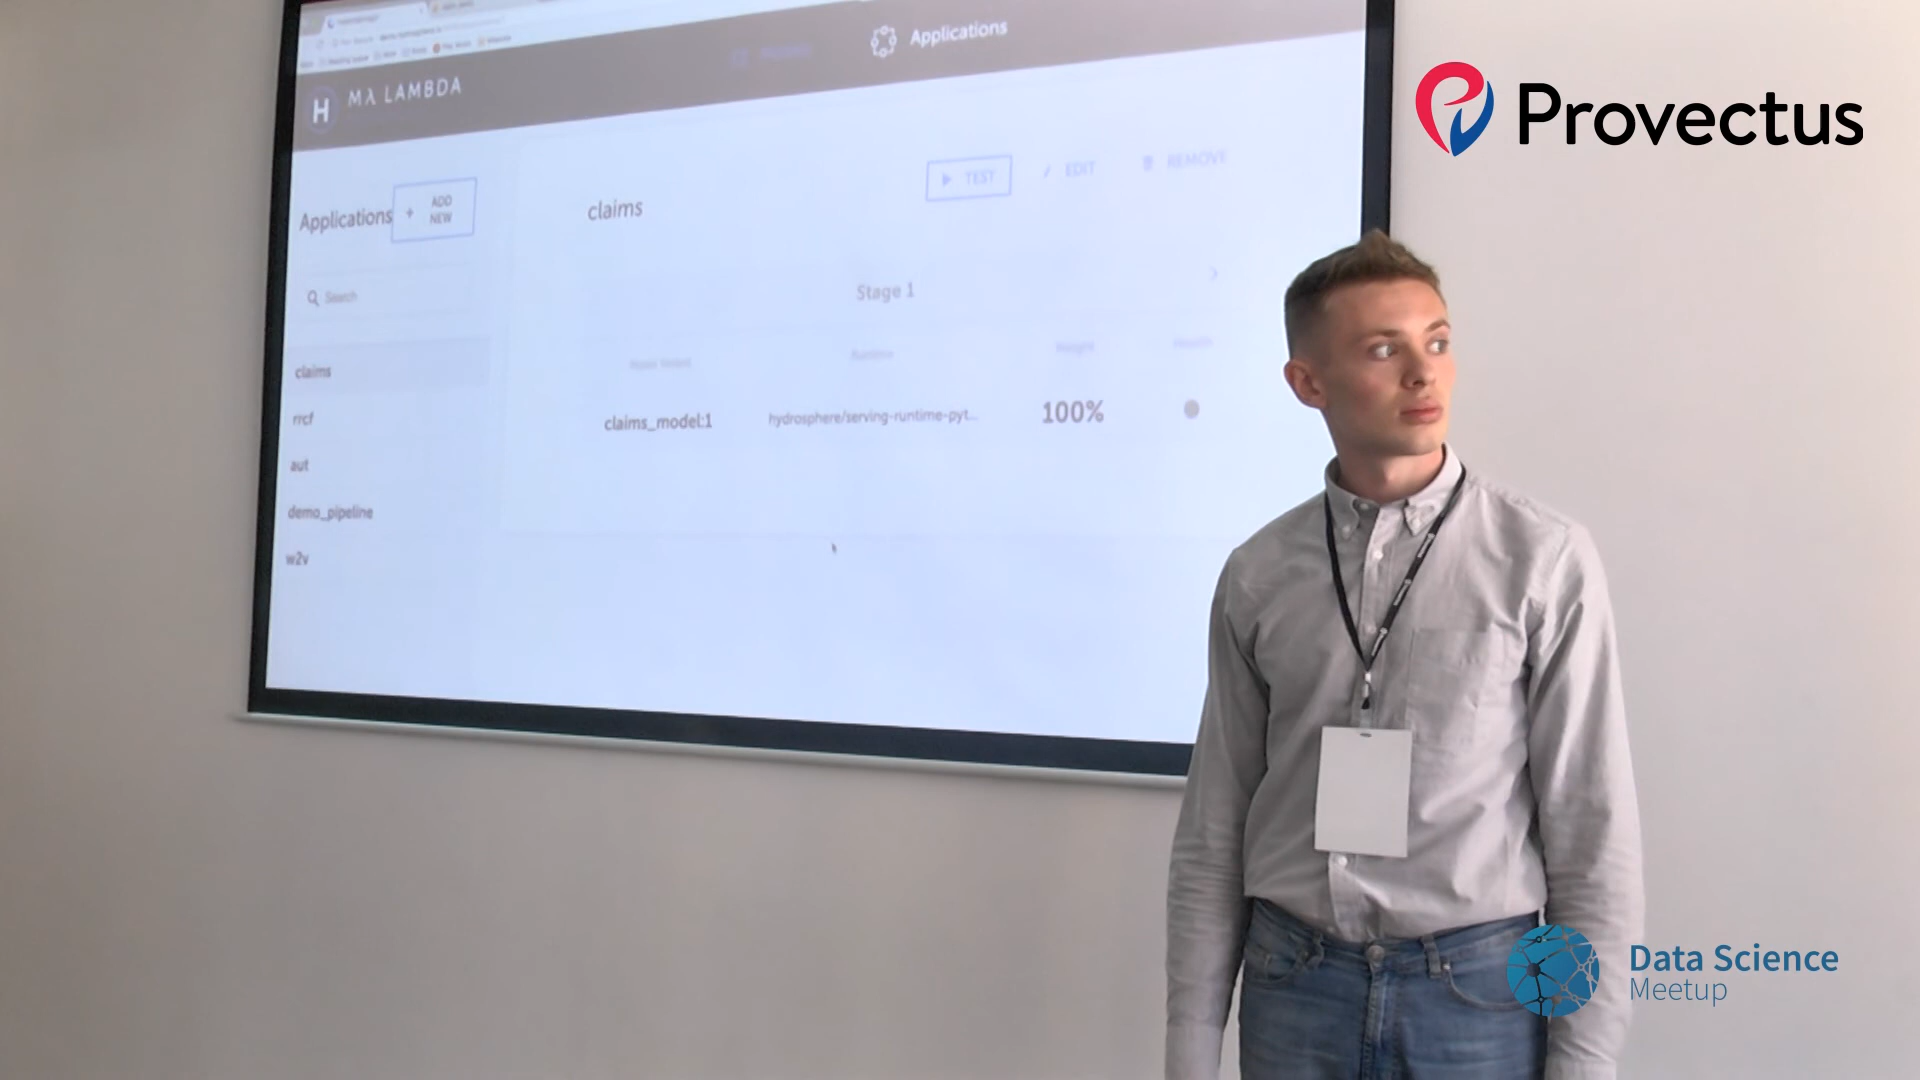 Applications
H
Mλ LAMBDA
Provectus
TEST
EDIT
REMOVE
Applications
+ ADD
NEW
claims
Search
Stage 1
claims
claims_model:1
hydrosphere/serving-runtime-pyt...
100%
rrcf
aut
demo_pipeline
w2v
Data Science
Meetup